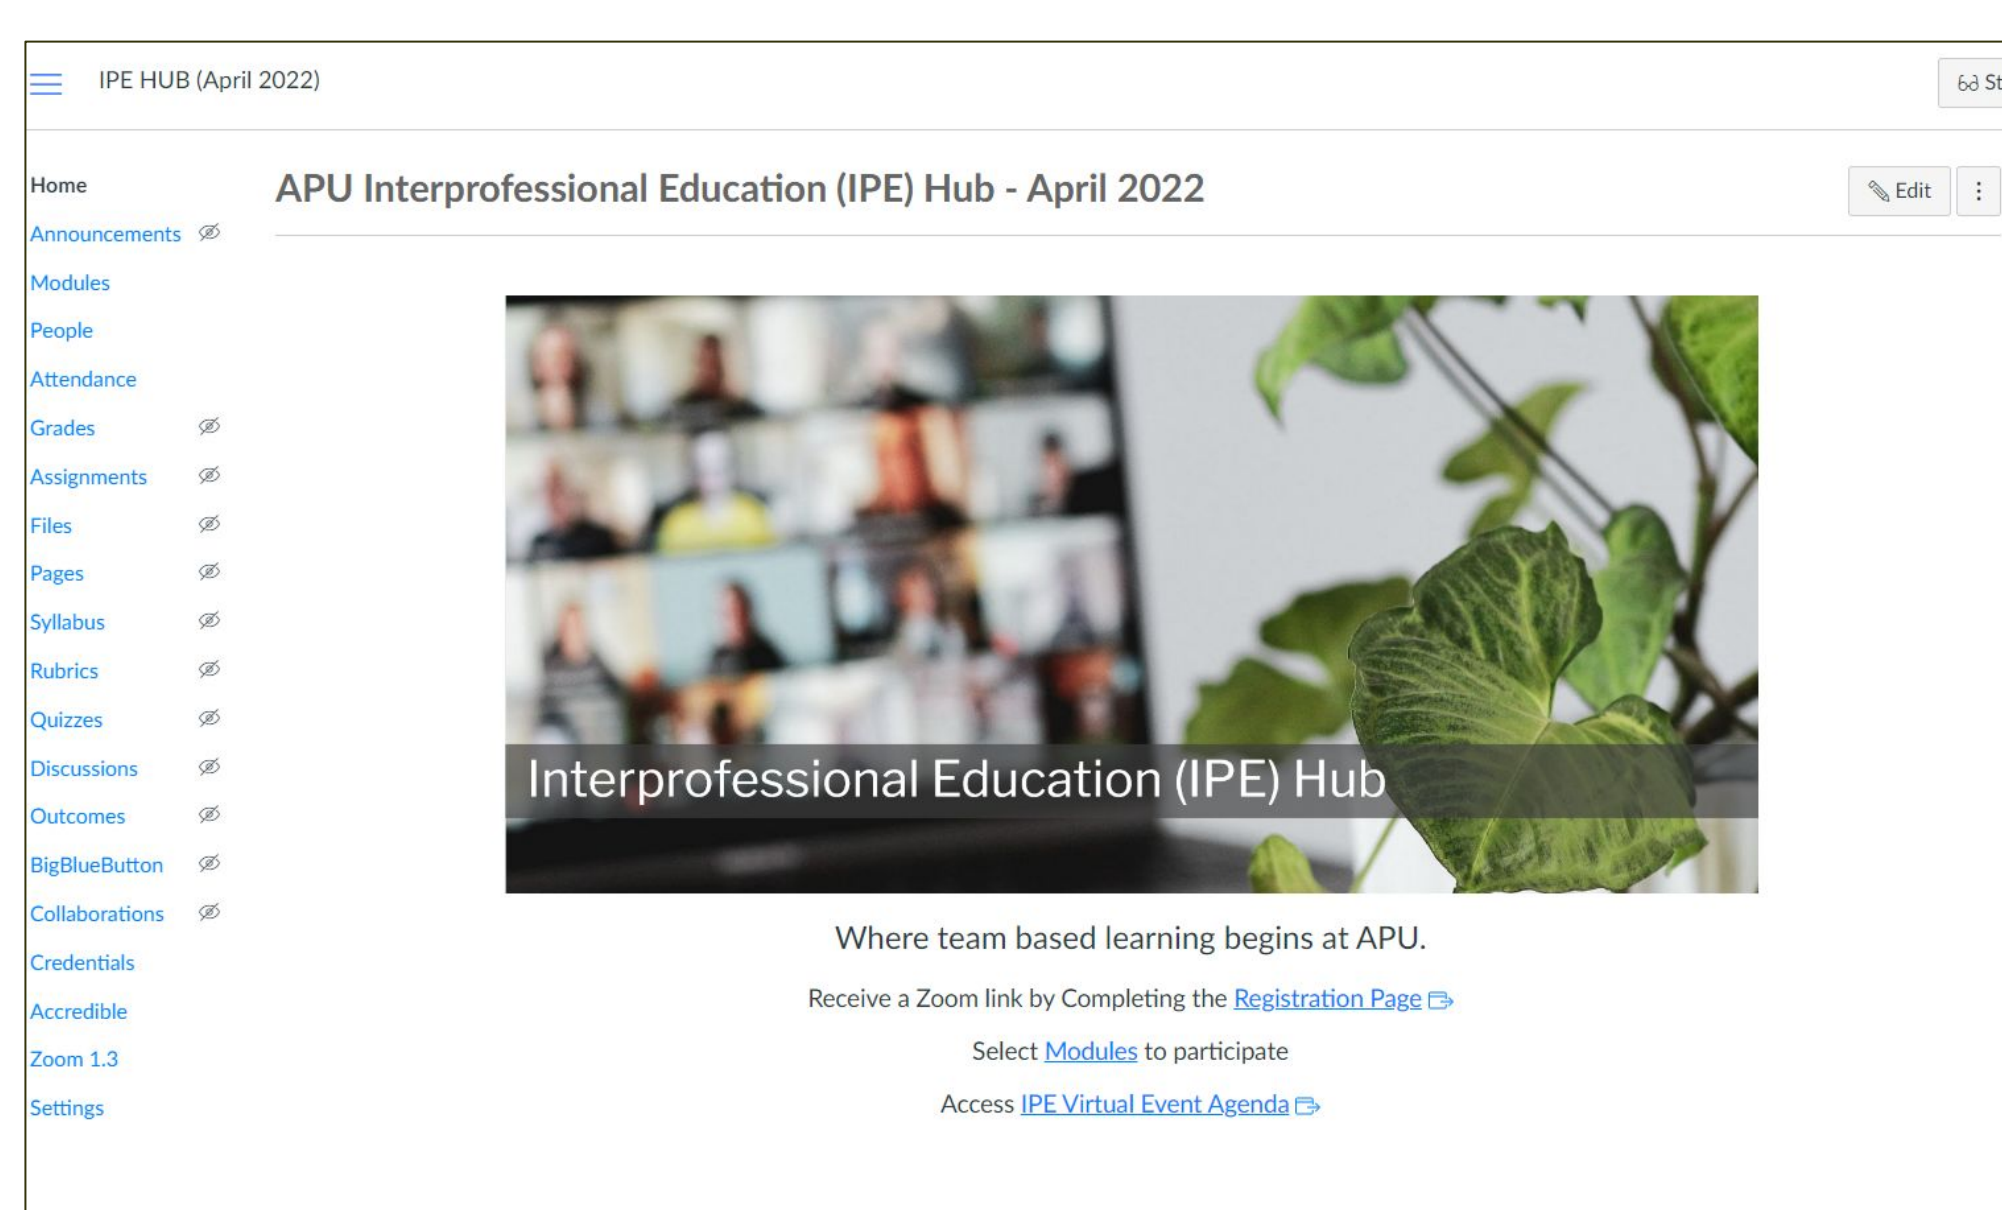 IPE HUB (April 2022)
St
Home
Announcements
Modules
People
Attendance
Grades
Assignments
Files
Pages
Syllabus
Rubrics
Quizzes
Discussions
Outcomes
BigBlueButton
Collaborations
Credentials
Accredible
Zoom 1.3
Settings
APU Interprofessional Education (IPE) Hub - April 2022
Edit
Interprofessional Education (IPE) Hub
Where team based learning begins at APU.
Receive a Zoom link by Completing the Registration Page
Select Modules to participate
Access IPE Virtual Event Agenda